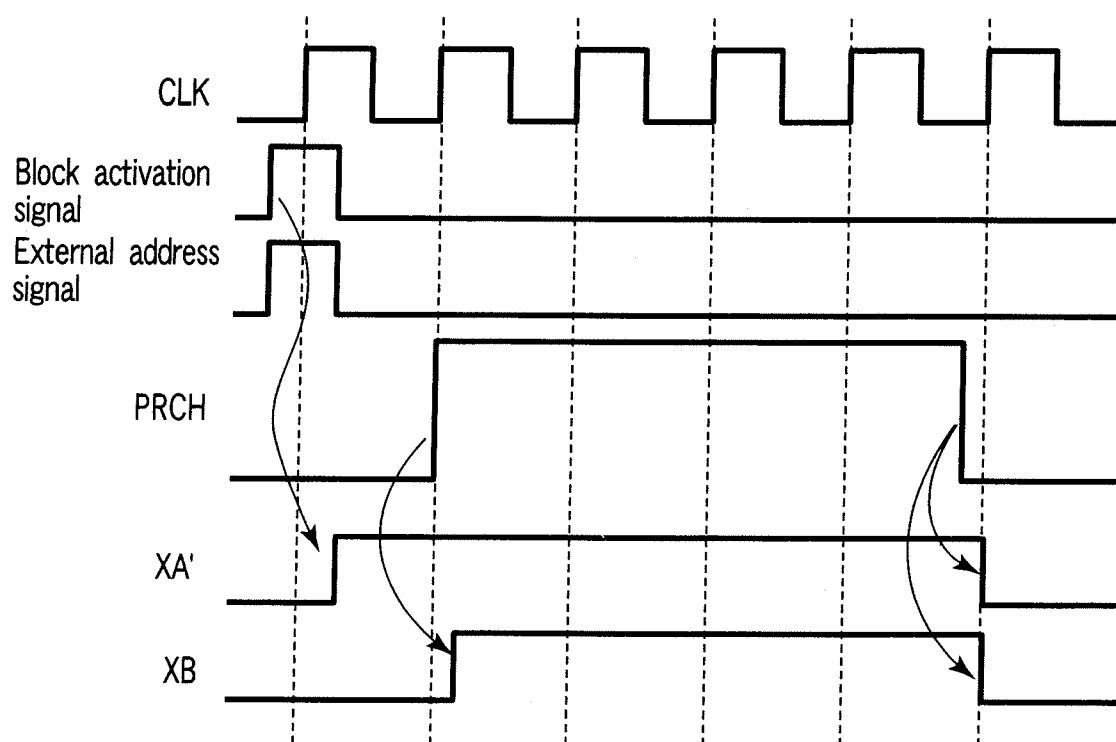 CLK
Block activation
signal
External address
signal
PRCH
XA'
XB